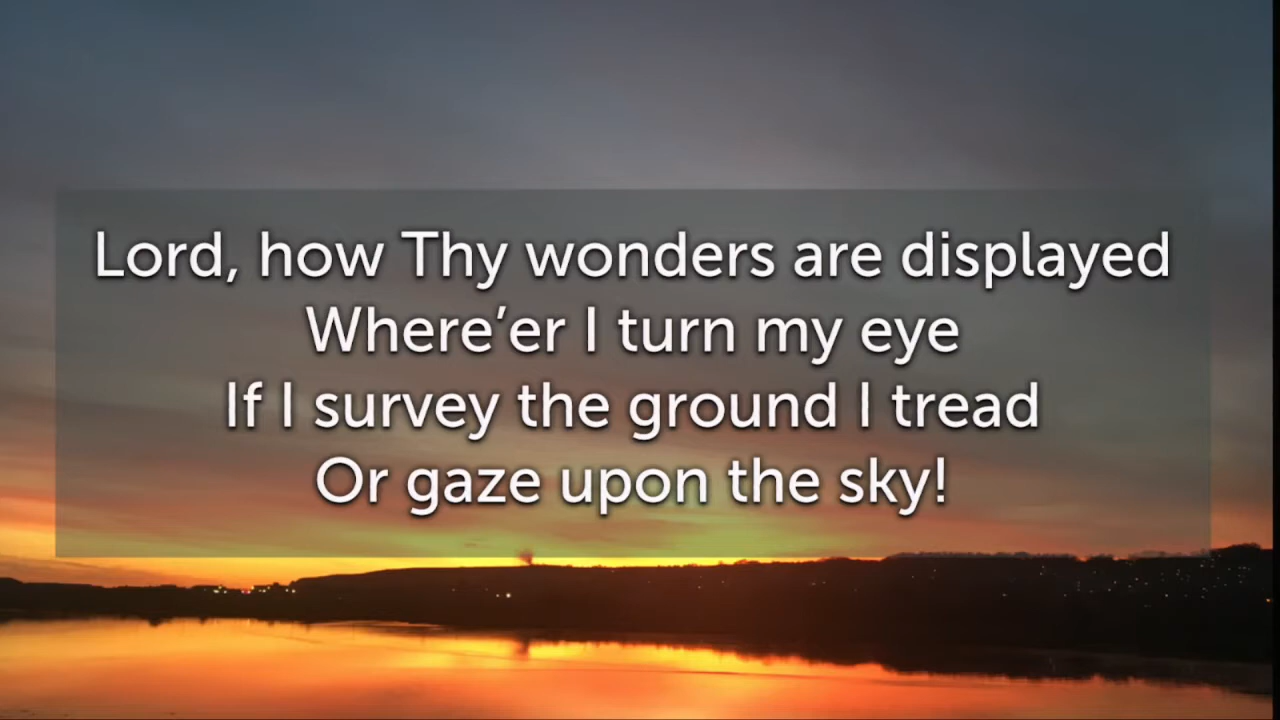 Lord, how Thy wonders are displayed
Where’er I turn my eye
If I survey the ground I tread
Or gaze upon the sky!